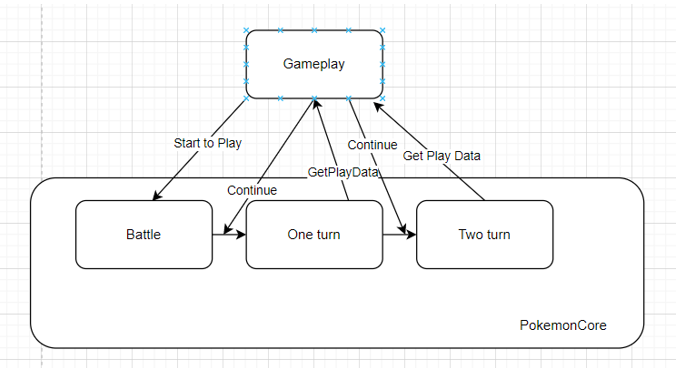 Gameplay
Start to Play
Continue
Get Play Data
Continue
GetPlayData
Battle
One turn
Two turn
PokemonCore